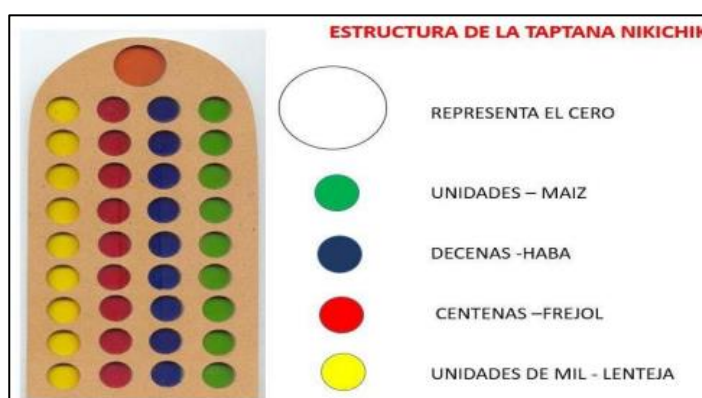 ESTRUCTURA DE LA TAPTANA NIKICHIK
REPRESENTA EL CERO
UNIDADES – MAIZ
DECENAS -HABA
CENTENAS –FREJOL
UNIDADES DE MIL - LENTEJA